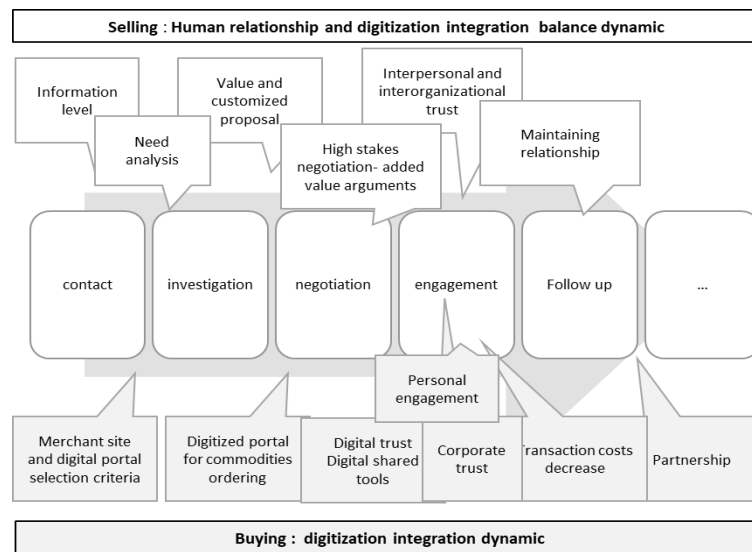 Selling : Human relationship and digitization integration balance dynamic
Information
level
Need
analysis
Value and
customized
proposal
High stakes
negotiation- added
value arguments
Interpersonal and
interorganizational
trust
Maintaining
relationship
contact
investigation
negotiation
engagement
Follow up
...
Personal
engagement
Merchant site
and digital portal
selection criteria
Digitized portal
for commodities
ordering
Digital trust
Digital shared
tools
Corporate
trust
Transaction costs
decrease
Partnership
Buying : digitization integration dynamic